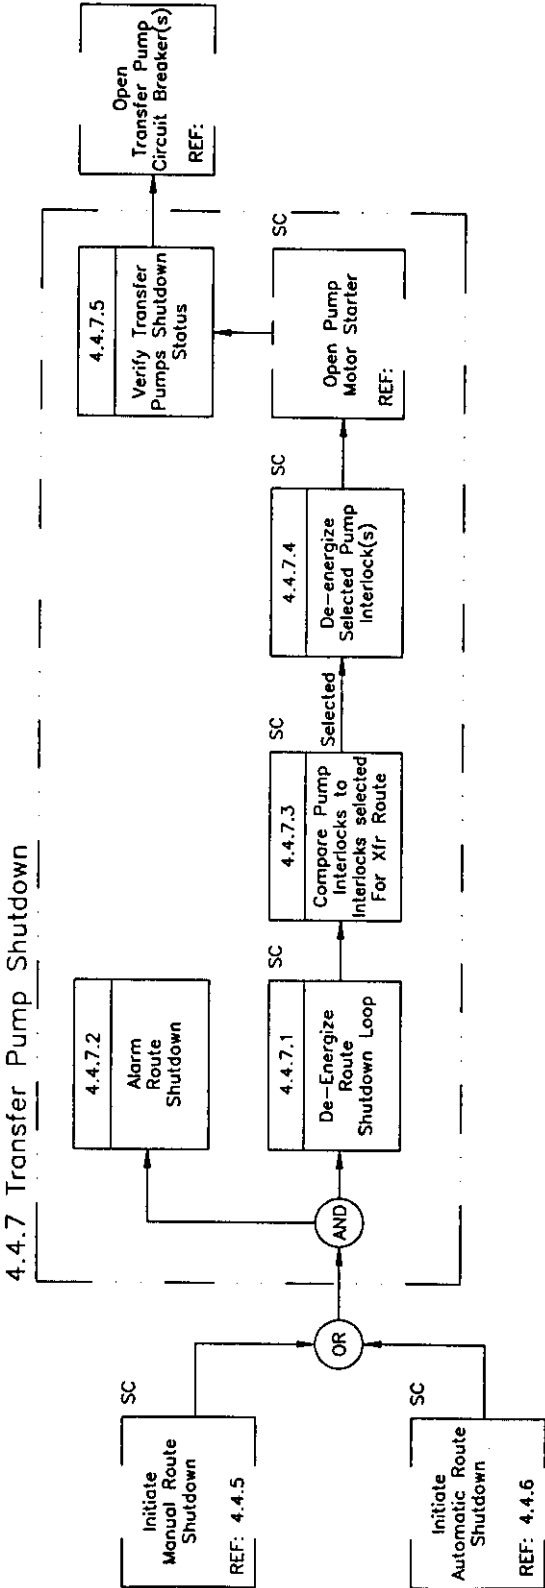 4.4.7 Transfer Pump Shutdown
SC
Initiate
Manual Route
Shutdown
REF: 4.4.5
SC
Initiate
Automatic Route
Shutdown
REF: 4.4.6
OR
AND
4.4.7.2
Alarm
Route
Shutdown
SC
4.4.7.1
De-Energize
Route
Shutdown Loop
SC
4.4.7.3
Compare Pump
Interlocks to
Interlocks selected
For Xfr Route
Selected
SC
4.4.7.4
De-energize
Selected Pump
Interlock(s)
SC
Open Pump
Motor Starter
REF:
4.4.7.5
Verify Transfer
Pumps Shutdown
Status
Open
Transfer Pump
Circuit Breaker(s)
REF: